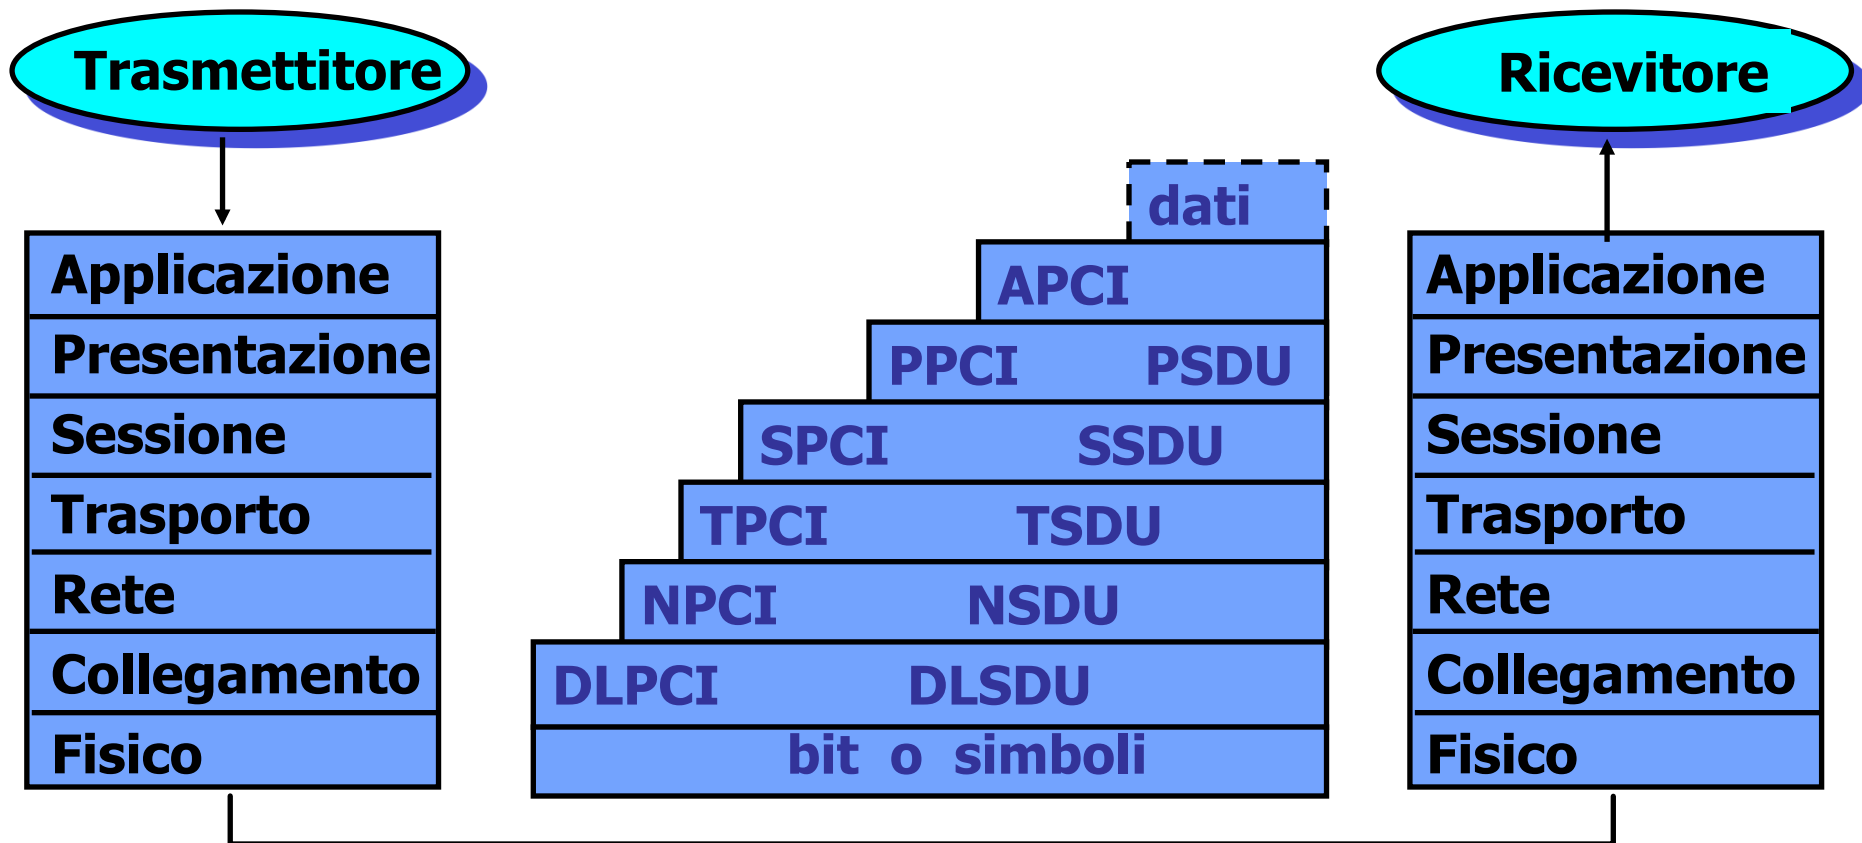 Trasmettitore
Ricevitore
dati
Applicazione
APCI
Applicazione
Presentazione
PPCI PSDU
Presentazione
Sessione
SPCI SSDU
Sessione
Trasporto
TPCI TSDU
Trasporto
Rete
NPCI NSDU
Rete
Collegamento
DLPCI DLSDU
Collegamento
Fisico
bit o simboli
Fisico